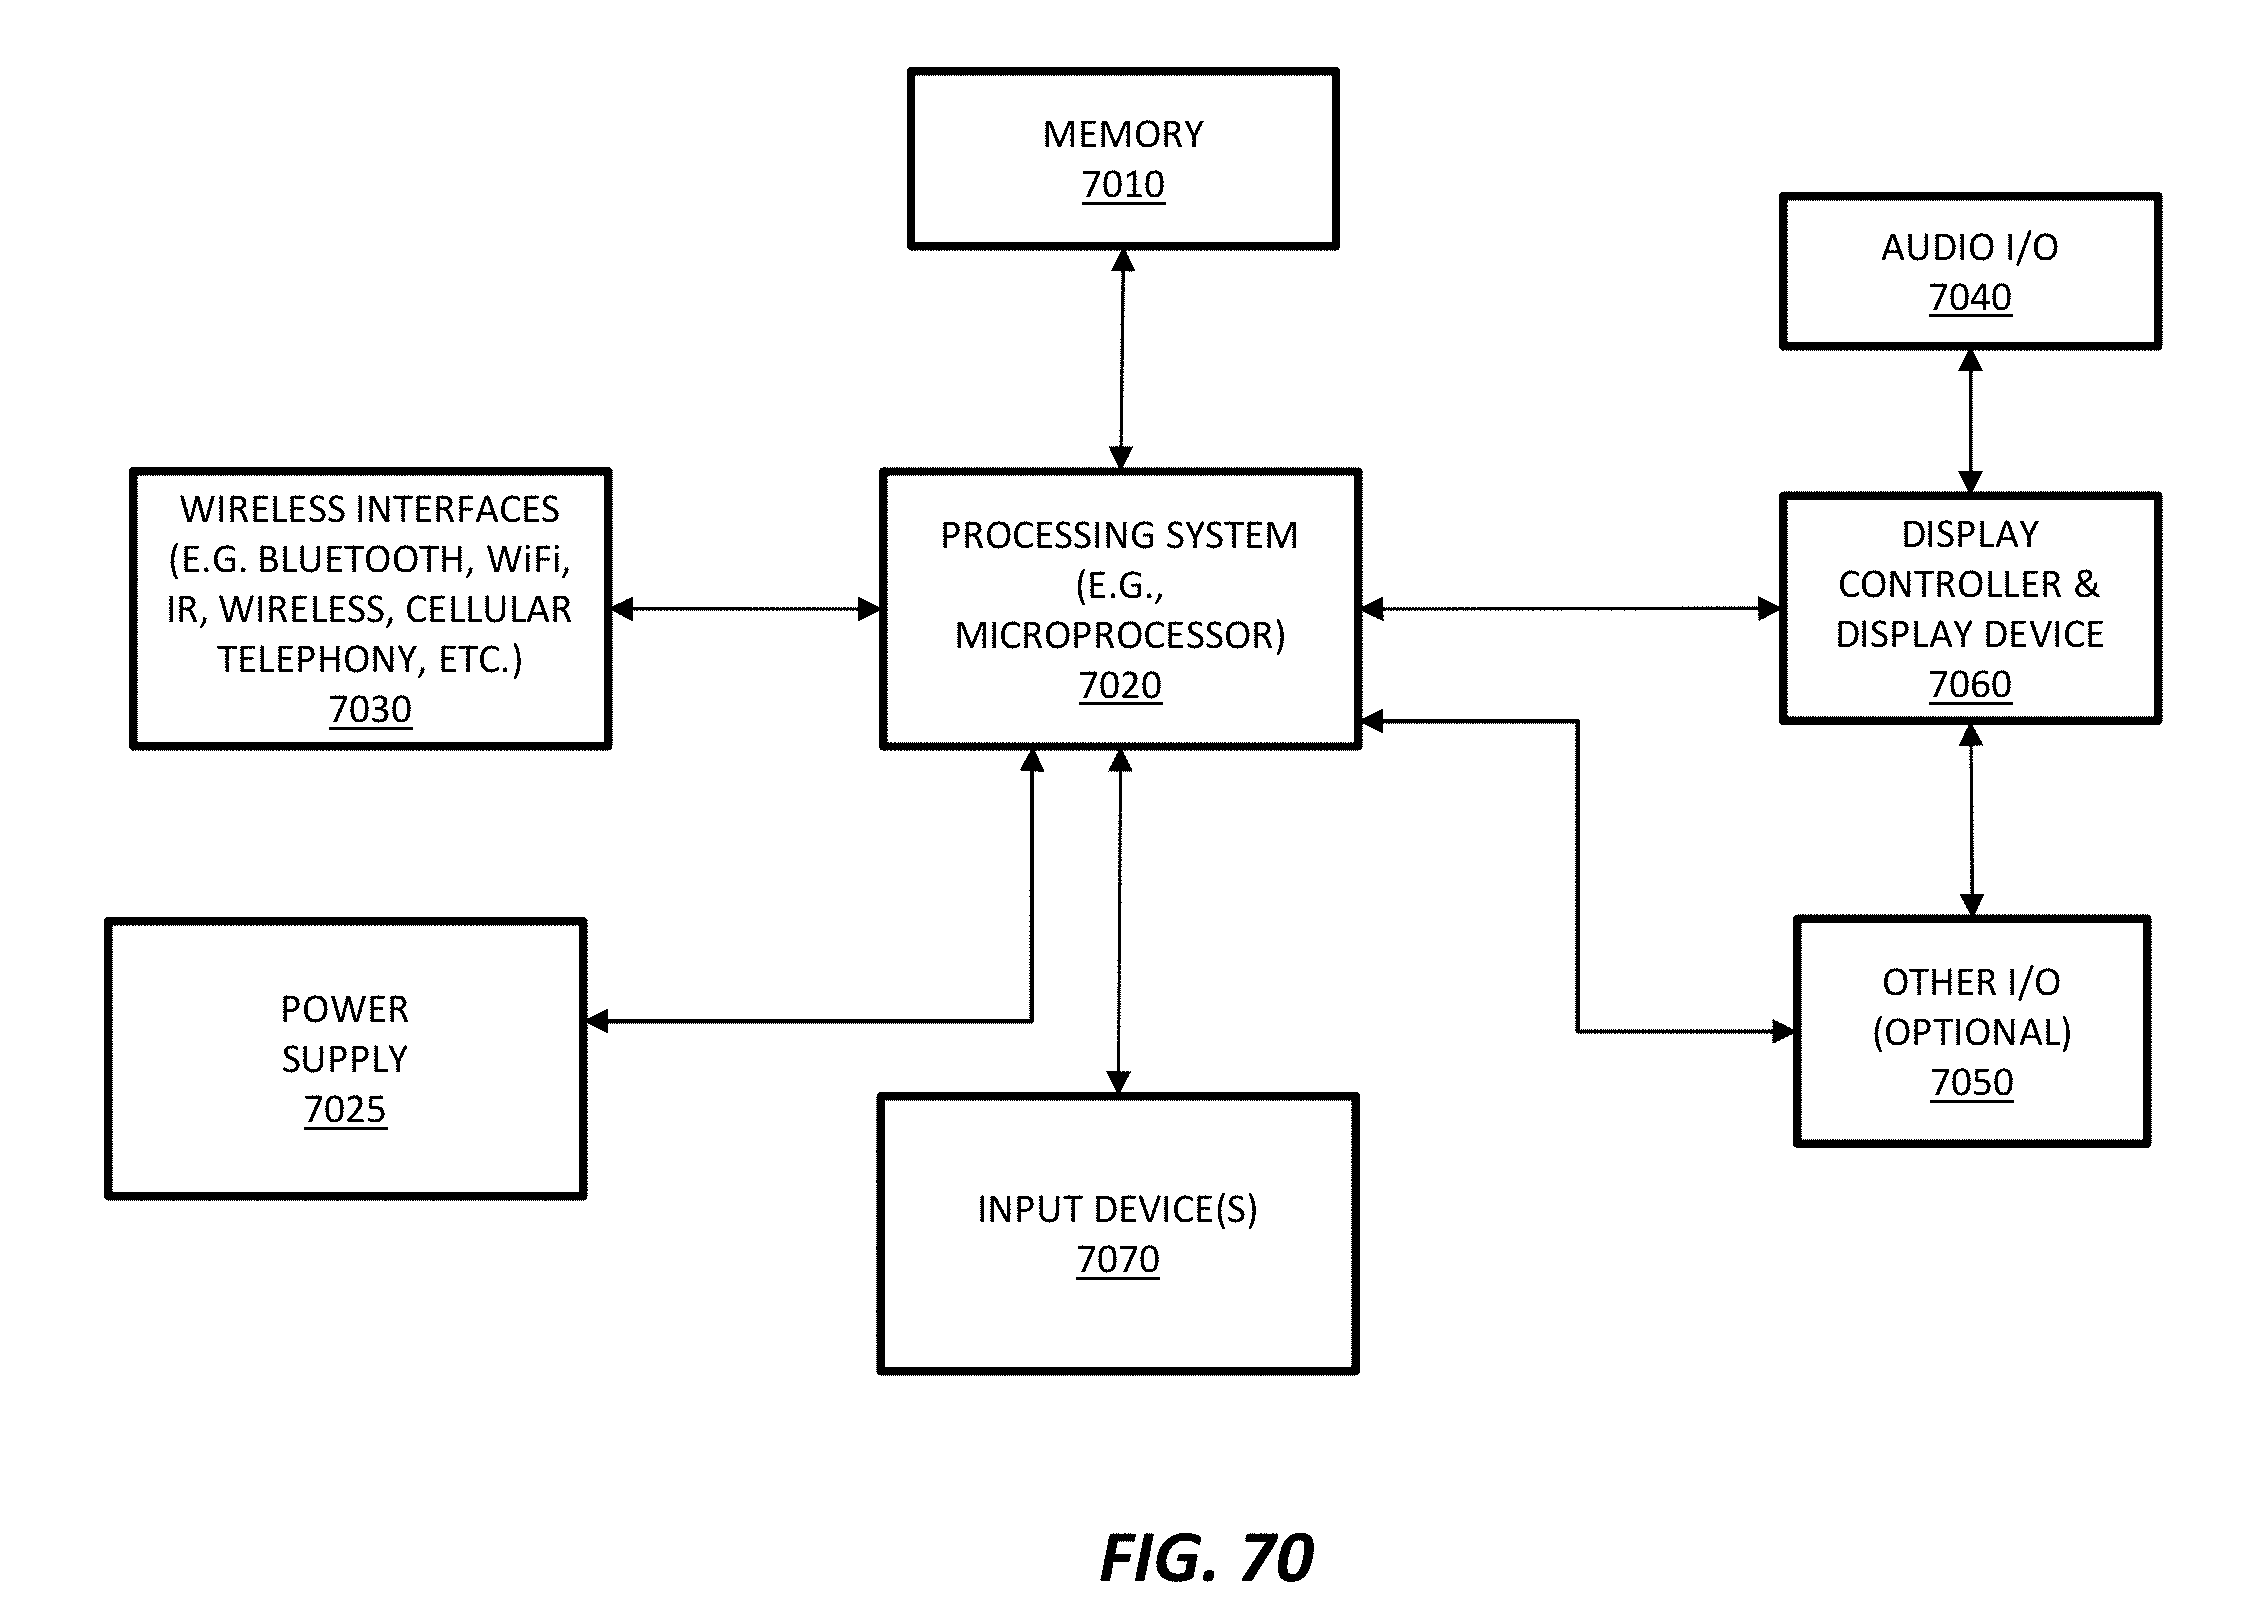 MEMORY
7010
AUDIO I/O
7040
WIRELESS INTERFACES
(E.G. BLUETOOTH, WiFi,
IR, WIRELESS, CELLULAR
TELEPHONY, ETC.)
7030
PROCESSING SYSTEM
(E.G.,
MICROPROCESSOR)
7020
DISPLAY
CONTROLLER &
DISPLAY DEVICE
7060
POWER
SUPPLY
7025
INPUT DEVICE(S)
7070
OTHER I/O
(OPTIONAL)
7050
FIG. 70